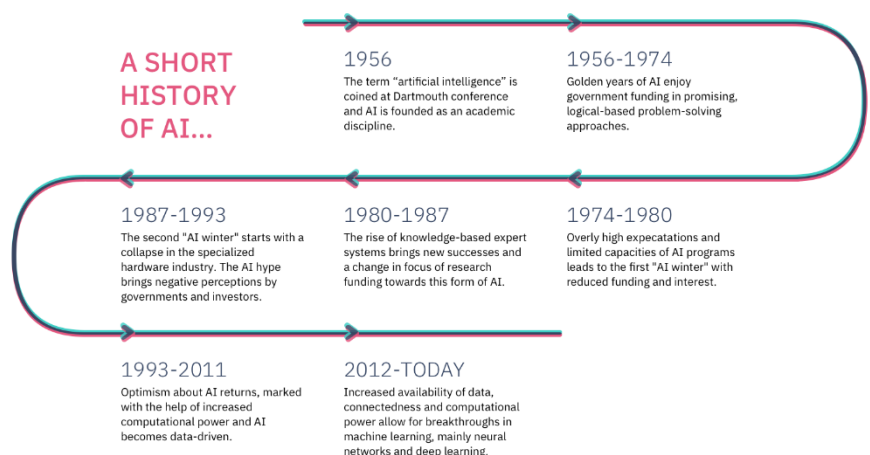 A SHORT
HISTORY
OF AI...
1956
The term “artificial intelligence” is
coined at Dartmouth conference
and AI is founded as an academic
discipline.
1956-1974
Golden years of AI enjoy
government funding in promising,
logical-based problem-solving
approaches.
1974-1980
Overly high expecatations and
limited capacities of AI programs
leads to the first "AI winter" with
reduced funding and interest.
1980-1987
The rise of knowledge-based expert
systems brings new successes and
a change in focus of research
funding towards this form of AI.
1987-1993
The second "AI winter" starts with a
collapse in the specialized
hardware industry. The AI hype
brings negative perceptions by
governments and investors.
1993-2011
Optimism about AI returns, marked
with the help of increased
computational power and AI
becomes data-driven.
2012-TODAY
Increased availability of data,
connectedness and computational
power allow for breakthroughs in
machine learning, mainly neural
networks and deep learning.